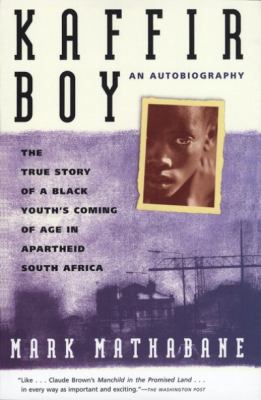 KAFFIR
BOY
AN AUTOBIOGRAPHY
THE
TRUE STORY
OF A BLACK
YOUTH'S COMING
OF AGE IN
APARTHEID
SOUTH AFRICA
MARK MATHABANE
"Like . . . Claude Brown's Manchild in the Promised Land . . .
in every way as important and exciting."—THE WASHINGTON POST